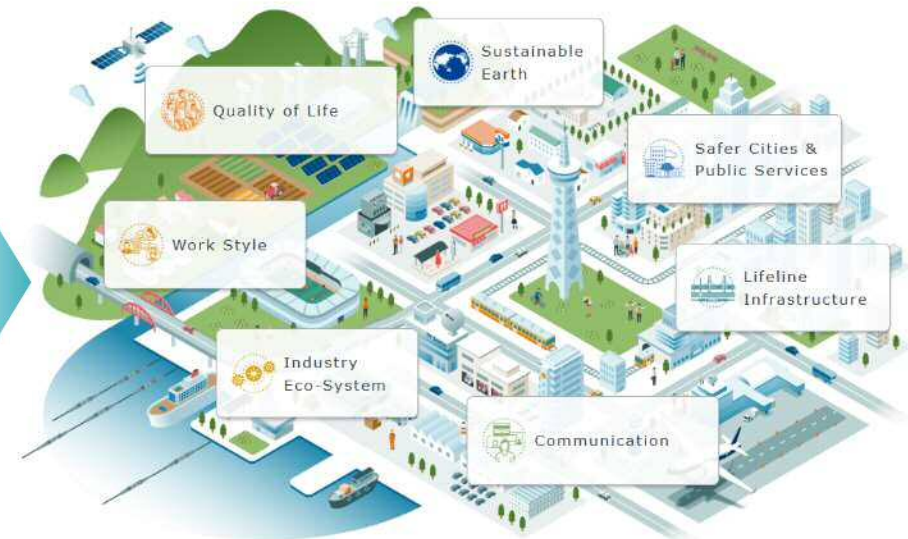 Sustainable
Earth
Quality of Life
Safer Cities &
Public Services
Work Style
Lifeline
Infrastructure
Industry
Eco-System
Communication